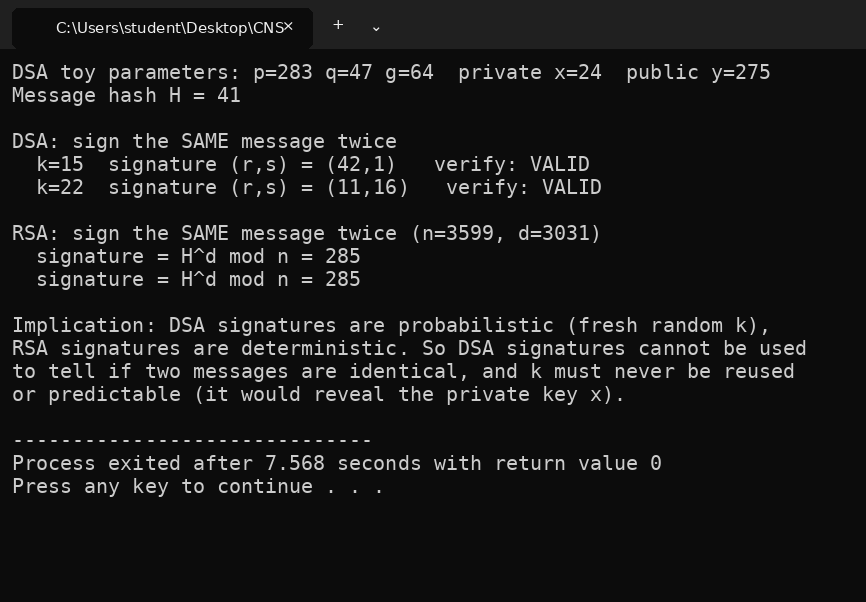 C:\Users\student\Desktop\CNS
DSA toy parameters: p=283 q=47 g=64  private x=24  public y=275
Message hash H = 41

DSA: sign the SAME message twice
  k=15  signature (r,s) = (42,1)   verify: VALID
  k=22  signature (r,s) = (11,16)   verify: VALID

RSA: sign the SAME message twice (n=3599, d=3031)
  signature = H^d mod n = 285
  signature = H^d mod n = 285

Implication: DSA signatures are probabilistic (fresh random k),
RSA signatures are deterministic. So DSA signatures cannot be used
to tell if two messages are identical, and k must never be reused
or predictable (it would reveal the private key x).

------------------------------
Process exited after 7.568 seconds with return value 0
Press any key to continue . . .